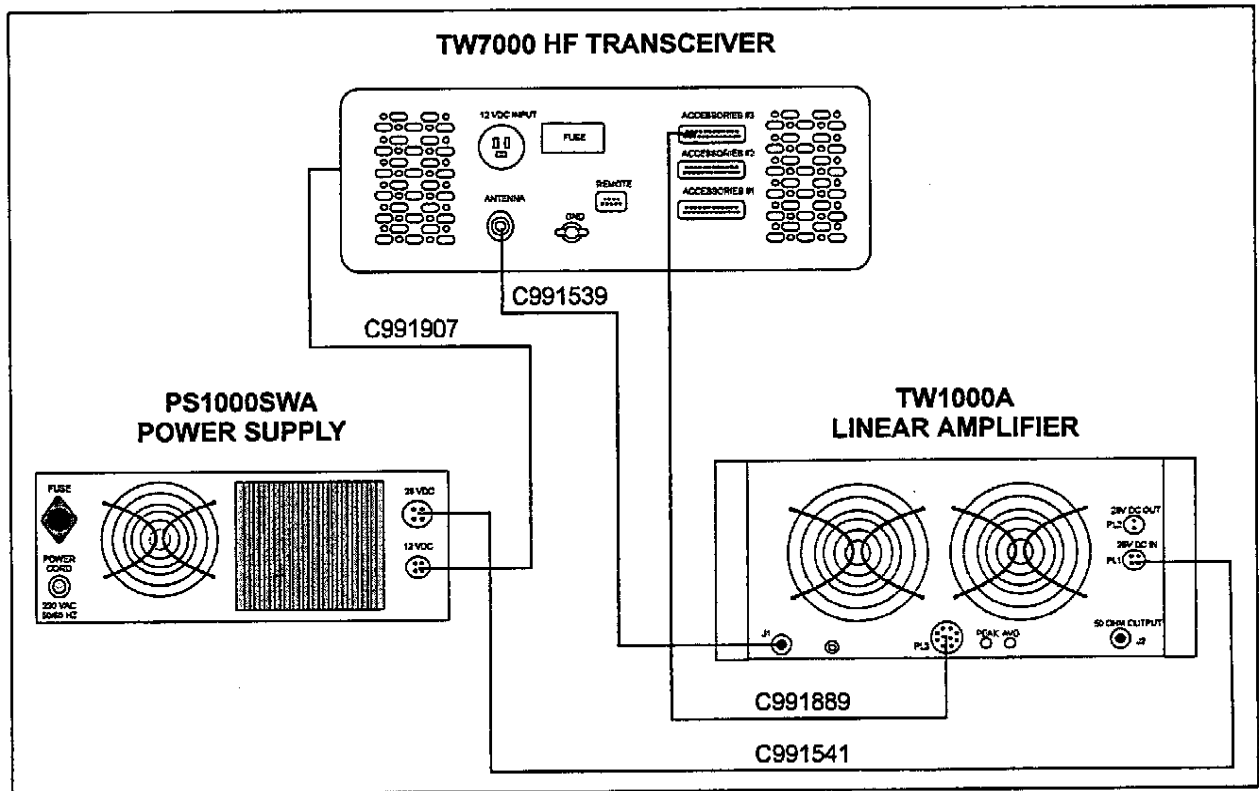 TW7000 HF TRANSCEIVER
12 VDC INPUT
FUSE
ACCESSORIES #3
ACCESSORIES #2
ACCESSORIES #1
REMOTE
ANTENNA
GND
C991539
C991907
PS1000SWA
POWER SUPPLY
TW1000A
LINEAR AMPLIFIER
FUSE
28 VDC
POWER
CORD
12 VDC
50/60 HZ
28V DC OUT
PL2
28V DC IN
PL1
50 OHM OUTPUT
J1
PL3
PEAK AVG
J2
C991889
C991541